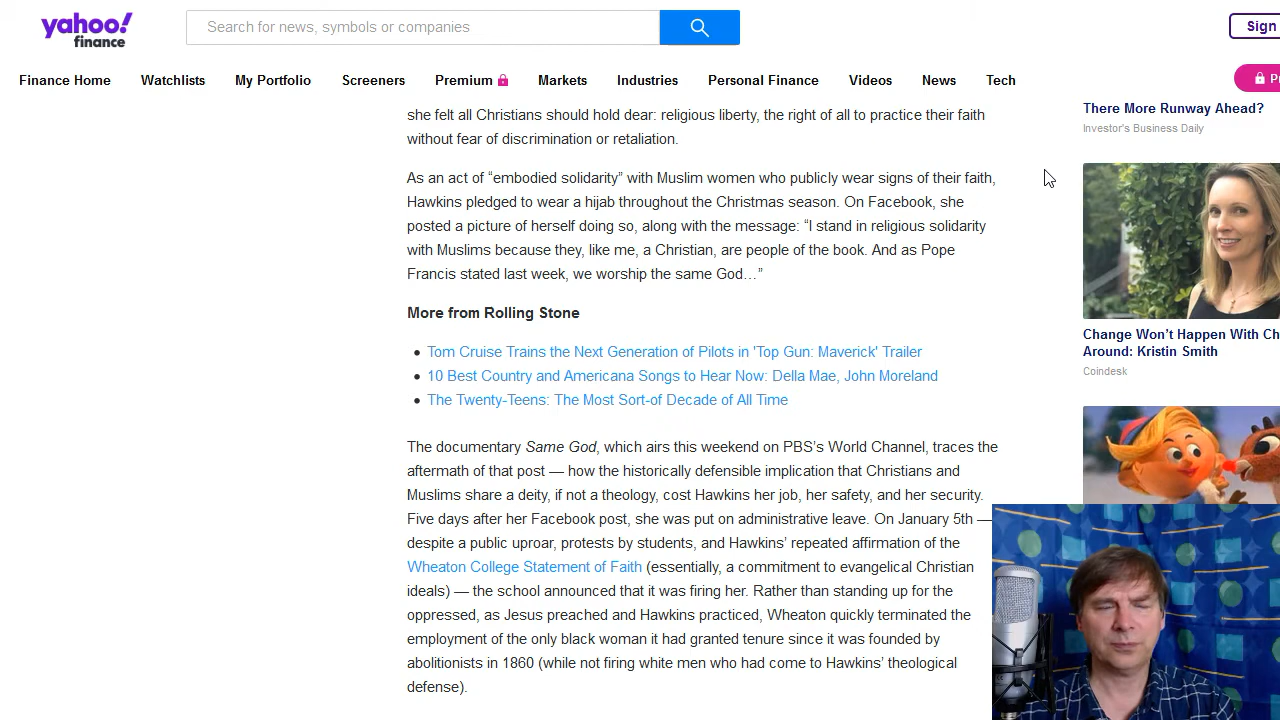 yahoo!
finance
Search for news, symbols or companies
Sign
Finance Home Watchlists My Portfolio Screeners Premium Markets Industries Personal Finance Videos News Tech
she felt all Christians should hold dear: religious liberty, the right of all to practice their faith
without fear of discrimination or retaliation.
As an act of “embodied solidarity” with Muslim women who publicly wear signs of their faith,
Hawkins pledged to wear a hijab throughout the Christmas season. On Facebook, she
posted a picture of herself doing so, along with the message: “I stand in religious solidarity
with Muslims because they, like me, a Christian, are people of the book. And as Pope
Francis stated last week, we worship the same God…”
More from Rolling Stone
Tom Cruise Trains the Next Generation of Pilots in 'Top Gun: Maverick' Trailer
10 Best Country and Americana Songs to Hear Now: Della Mae, John Moreland
The Twenty-Teens: The Most Sort-of Decade of All Time
The documentary Same God, which airs this weekend on PBS’s World Channel, traces the
aftermath of that post — how the historically defensible implication that Christians and
Muslims share a deity, if not a theology, cost Hawkins her job, her safety, and her security.
Five days after her Facebook post, she was put on administrative leave. On January 5th —
despite a public uproar, protests by students, and Hawkins’ repeated affirmation of the
Wheaton College Statement of Faith (essentially, a commitment to evangelical Christian
ideals) — the school announced that it was firing her. Rather than standing up for the
oppressed, as Jesus preached and Hawkins practiced, Wheaton quickly terminated the
employment of the only black woman it had granted tenure since it was founded by
abolitionists in 1860 (while not firing white men who had come to Hawkins’ theological
defense).
There More Runway Ahead?
Investor's Business Daily
Change Won’t Happen With
Around: Kristin Smith
Coindesk